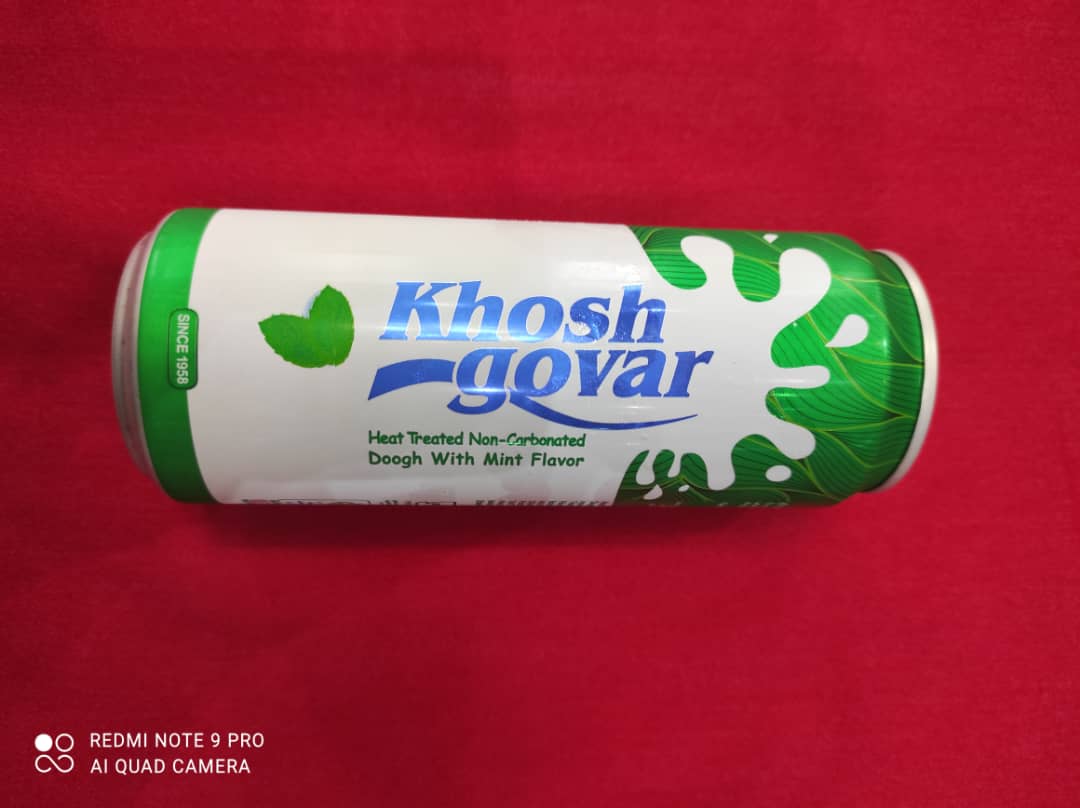 SINCE 1958
Khosh
govar
Heat Treated Non-Carbonated
Doogh With Mint Flavor
REDMI NOTE 9 PRO
AI QUAD CAMERA